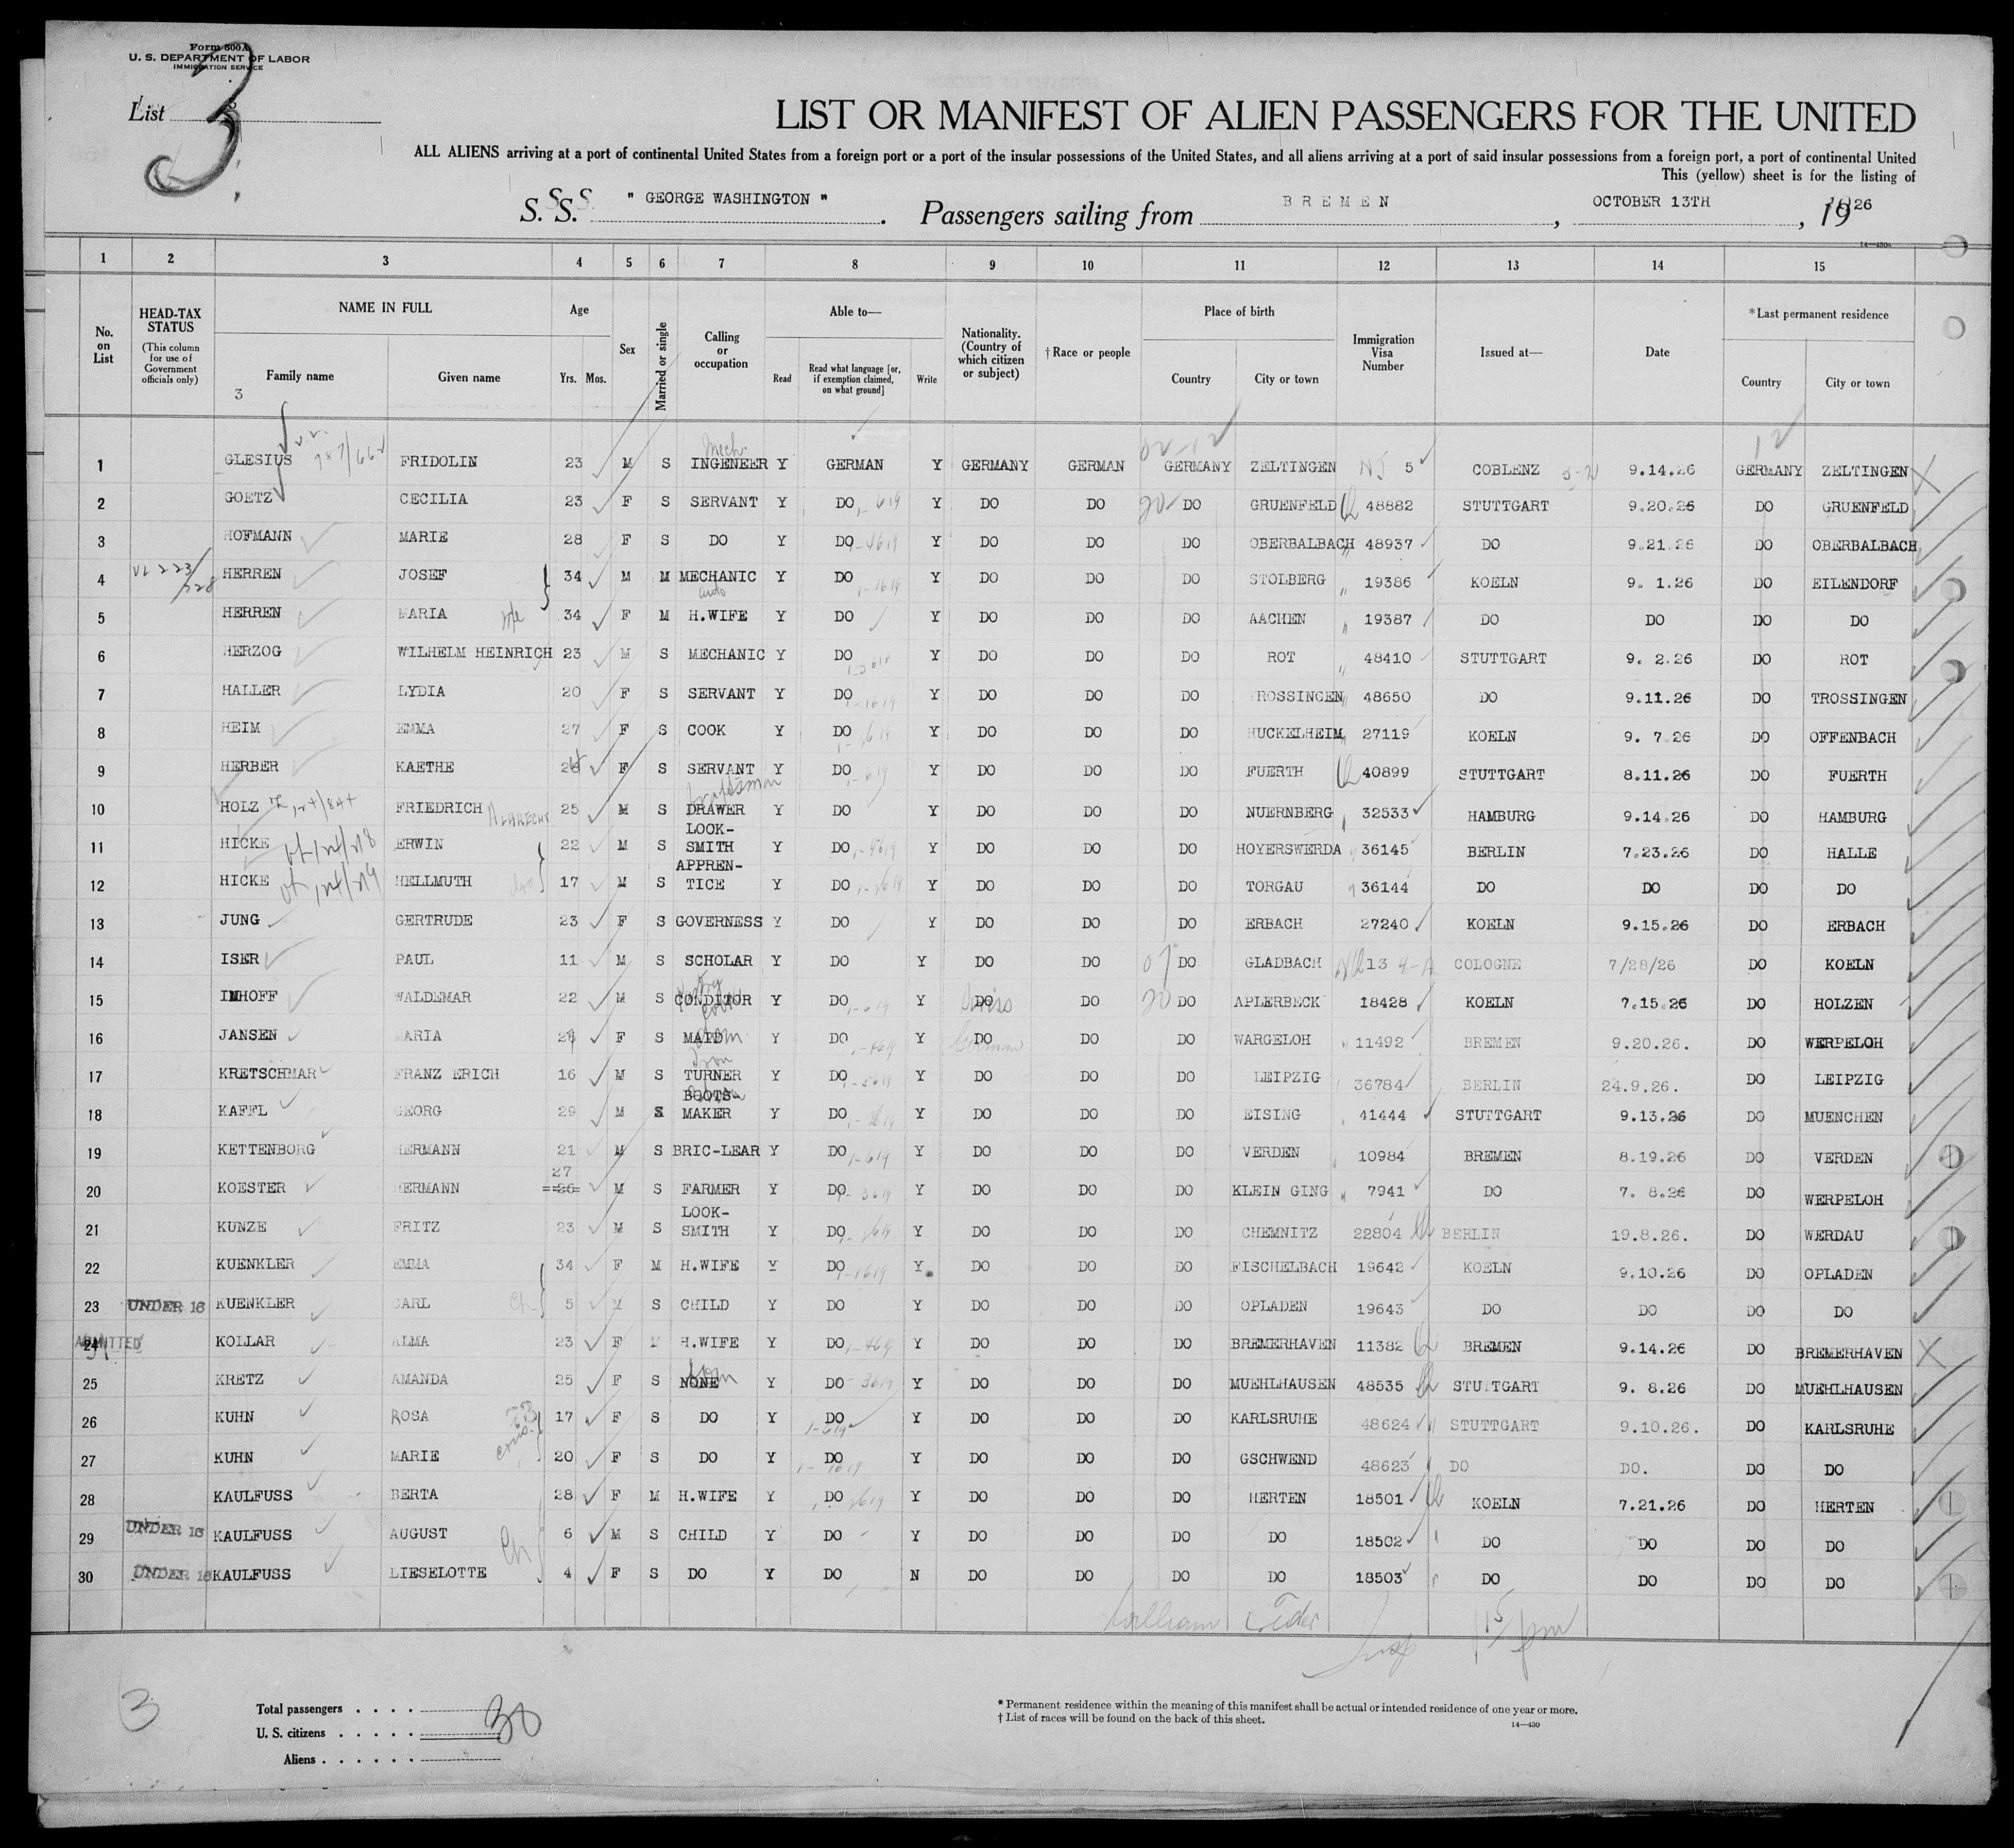 Form 500A
U. S. DEPARTMENT OF LABOR
IMMIGRATION SERVICE
List 3
LIST OR MANIFEST OF ALIEN PASSENGERS FOR THE UNITED
ALL ALIENS arriving at a port of continental United States from a foreign port or a port of the insular possessions of the United States, and all aliens arriving at a port of said insular possessions from a foreign port, a port of continental United
This (yellow) sheet is for the listing of
S. S. " GEORGE WASHINGTON ". Passengers sailing from BREMEN, OCTOBER 13TH, 1926
14—430a
1 2 3 4 5 6 7 8 9 10 11 12 13 14 15
No. on List
HEAD-TAX STATUS (This column for use of Government officials only)
NAME IN FULL
Family name
Given name
3
Age
Yrs. Mos.
Sex
Married or single
Calling or occupation
Able to—
Read
Read what language [or, if exemption claimed, on what ground]
Write
Nationality. (Country of which citizen or subject)
†Race or people
Place of birth
Country
City or town
Immigration Visa Number
Issued at—
Date
*Last permanent residence
Country
City or town
1 GLESIUS FRIDOLIN 23 M S Mech. INGENEER Y GERMAN Y GERMANY GERMAN GERMANY ZELTINGEN 5 COBLENZ 9.14.26 GERMANY ZELTINGEN
2 GOETZ CECILIA 23 F S SERVANT Y DO Y DO DO DO GRUENFELD 48882 STUTTGART 9.20.26 DO GRUENFELD
3 HOFMANN MARIE 28 F S DO Y DO Y DO DO DO OBERBALBACH 48937 DO 9.21.26 DO OBERBALBACH
4 HERREN JOSEF 34 M M MECHANIC auto Y DO Y DO DO DO STOLBERG 19386 KOELN 9. 1.26 DO EILENDORF
5 HERREN MARIA 34 F M H.WIFE Y DO Y DO DO DO AACHEN 19387 DO DO DO DO
6 HERZOG WILHELM HEINRICH 23 M S MECHANIC Y DO Y DO DO DO ROT 48410 STUTTGART 9. 2.26 DO ROT
7 HALLER LYDIA 20 F S SERVANT Y DO Y DO DO DO TROSSINGEN 48650 DO 9.11.26 DO TROSSINGEN
8 HEIM EMMA 27 F S COOK Y DO Y DO DO DO HUCKELHEIM 27119 KOELN 9. 7.26 DO OFFENBACH
9 HERBER KAETHE F S SERVANT Y DO Y DO DO DO FUERTH 40899 STUTTGART 8.11.26 DO FUERTH
10 HOLZ FRIEDRICH ALBRECHT 25 M S draftsman DRAWER Y DO Y DO DO DO NUERNBERG 32533 HAMBURG 9.14.26 DO HAMBURG
11 HICKE ERWIN 22 M S LOOK-SMITH Y DO Y DO DO DO HOYERSWERDA 36145 BERLIN 7.23.26 DO HALLE
12 HICKE HELLMUTH 17 M S APPREN-TICE Y DO Y DO DO DO TORGAU 36144 DO DO DO DO
13 JUNG GERTRUDE 23 F S GOVERNESS Y DO Y DO DO DO ERBACH 27240 KOELN 9.15.26 DO ERBACH
14 ISER PAUL 11 M S SCHOLAR Y DO Y DO DO DO GLADBACH 13 COLOGNE 7/28/26 DO KOELN
15 IMHOFF WALDEMAR 22 M S Pastry Cook CONDITOR Y DO Y DO Swiss DO DO APLERBECK 18428 KOELN 7.15.26 DO HOLZEN
16 JANSEN MARIA F S MAID Dom Y DO Y DO German DO DO WARGELOH 11492 BREMEN 9.20.26. DO WERPELOH
17 KRETSCHMAR FRANZ ERICH 16 M S Iron TURNER Y DO Y DO DO DO LEIPZIG 36784 BERLIN 24.9.26. DO LEIPZIG
18 KAFFL GEORG 29 M S BOOTS-MAKER Y DO Y DO DO DO EISING 41444 STUTTGART 9.13.26 DO MUENCHEN
19 KETTENBORG HERMANN 21 M S BRIC-LEAR Y DO Y DO DO DO VERDEN 10984 BREMEN 8.19.26 DO VERDEN
20 KOESTER HERMANN 27 26 M S FARMER Y DO Y DO DO DO KLEIN GING 7941 DO 7. 8.26 DO WERPELOH
21 KUNZE FRITZ 23 M S LOOK-SMITH Y DO Y DO DO DO CHEMNITZ 22804 BERLIN 19.8.26. DO WERDAU
22 KUENKLER EMMA 34 F M H.WIFE Y DO Y DO DO DO FISCHELBACH 19642 KOELN 9.10.26 DO OPLADEN
23 UNDER 16 KUENKLER CARL ch 5 M S CHILD Y DO Y DO DO DO OPLADEN 19643 DO DO DO DO
24 ADMITTED KOLLAR ALMA 23 F M H.WIFE Y DO Y DO DO DO BREMERHAVEN 11382 BREMEN 9.14.26 DO BREMERHAVEN
25 KRETZ AMANDA 25 F S Dom NONE Y DO Y DO DO DO MUEHLHAUSEN 48535 STUTTGART 9. 8.26 DO MUEHLHAUSEN
26 KUHN ROSA 17 F S DO Y DO Y DO DO DO KARLSRUHE 48624 STUTTGART 9.10.26. DO KARLSRUHE
27 KUHN MARIE 20 F S DO Y DO Y DO DO DO GSCHWEND 48623 DO DO. DO DO
28 KAULFUSS BERTA 28 F M H.WIFE Y DO Y DO DO DO HERTEN 18501 KOELN 7.21.26 DO HERTEN
29 UNDER 16 KAULFUSS AUGUST 6 M S CHILD Y DO Y DO DO DO DO 18502 DO DO DO DO
30 UNDER 16 KAULFUSS LIESELOTTE ch 4 F S DO Y DO N DO DO DO DO 18503 DO DO DO DO
William
3
Total passengers . . . . 30
U. S. citizens . . . . .
Aliens . . . . . .
* Permanent residence within the meaning of this manifest shall be actual or intended residence of one year or more.
† List of races will be found on the back of this sheet.
14—430